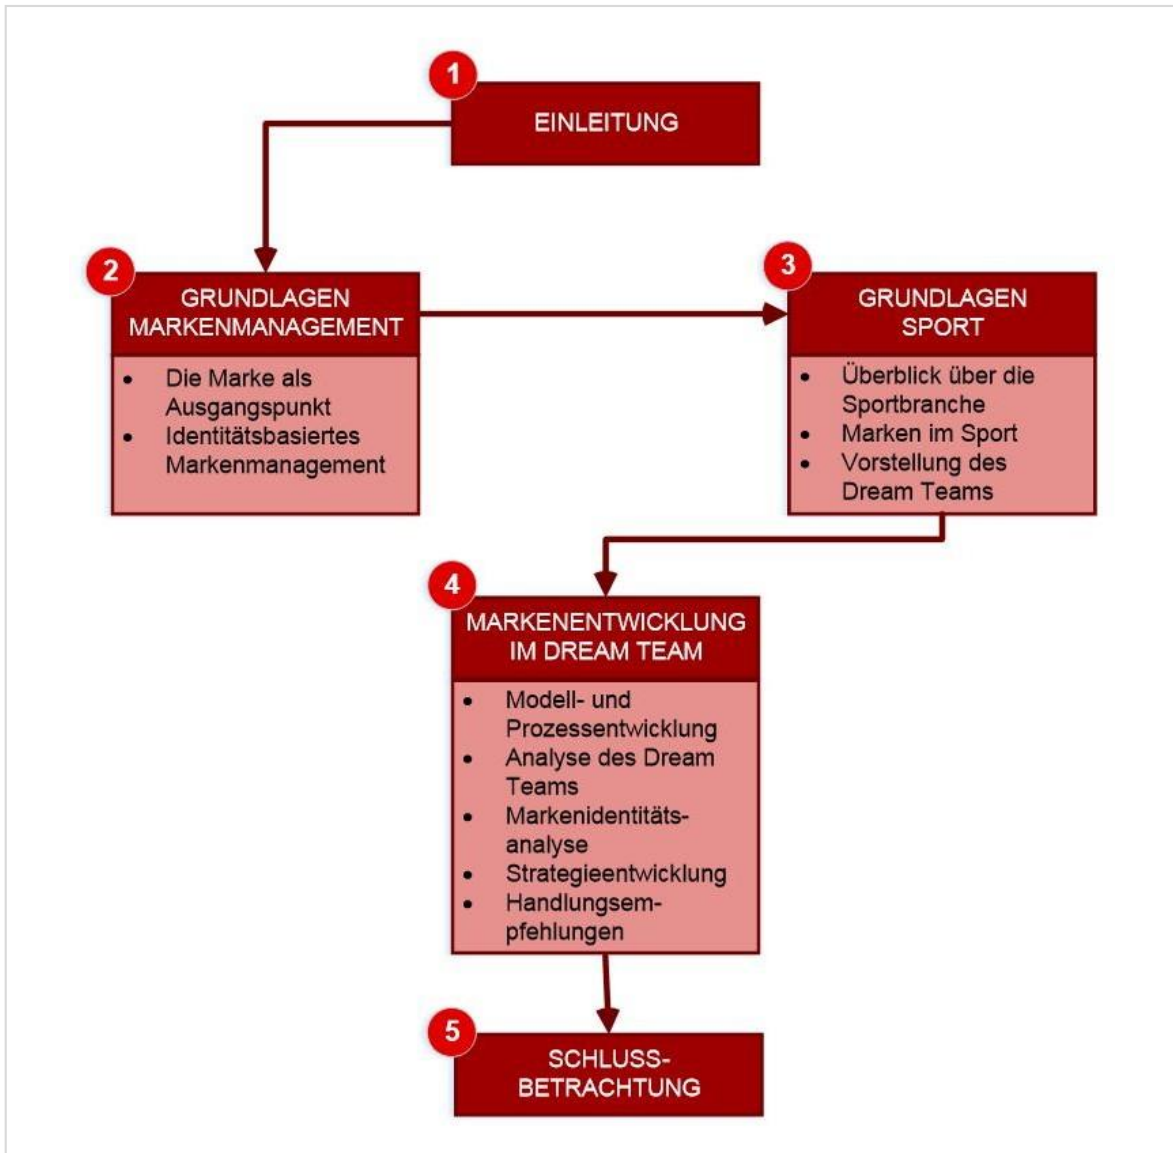 1
EINLEITUNG
2
GRUNDLAGEN
MARKENMANAGEMENT
• Die Marke als
Ausgangspunkt
• Identitätsbasiertes
Markenmanagement
3
GRUNDLAGEN
SPORT
• Überblick über die
Sportbranche
• Marken im Sport
• Vorstellung des
Dream Teams
4
MARKENENTWICKLUNG
IM DREAM TEAM
• Modell- und
Prozessentwicklung
• Analyse des Dream
Teams
• Markenidentitäts-
analyse
• Strategieentwicklung
• Handlungsem-
pfehlungen
5
SCHLUSS-
BETRACHTUNG